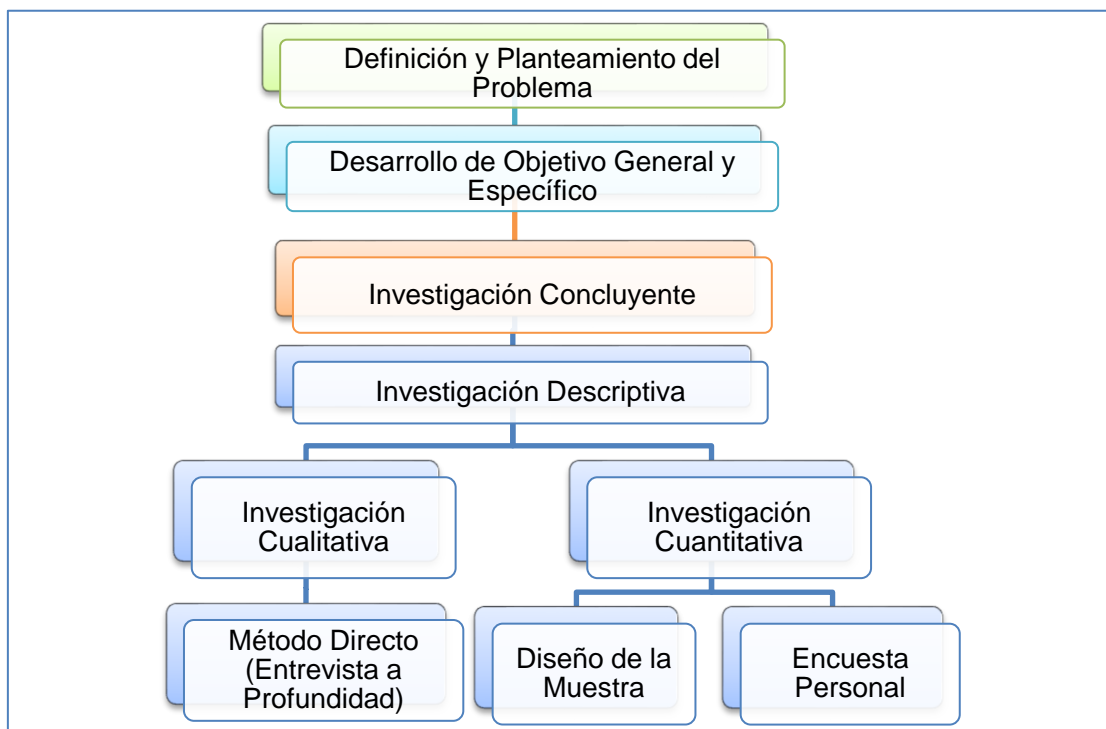 Definición y Planteamiento del
Problema
Desarrollo de Objetivo General y
Específico
Investigación Concluyente
Investigación Descriptiva
Investigación
Cualitativa
Investigación
Cuantitativa
Método Directo
(Entrevista a
Profundidad)
Diseño de la
Muestra
Encuesta
Personal